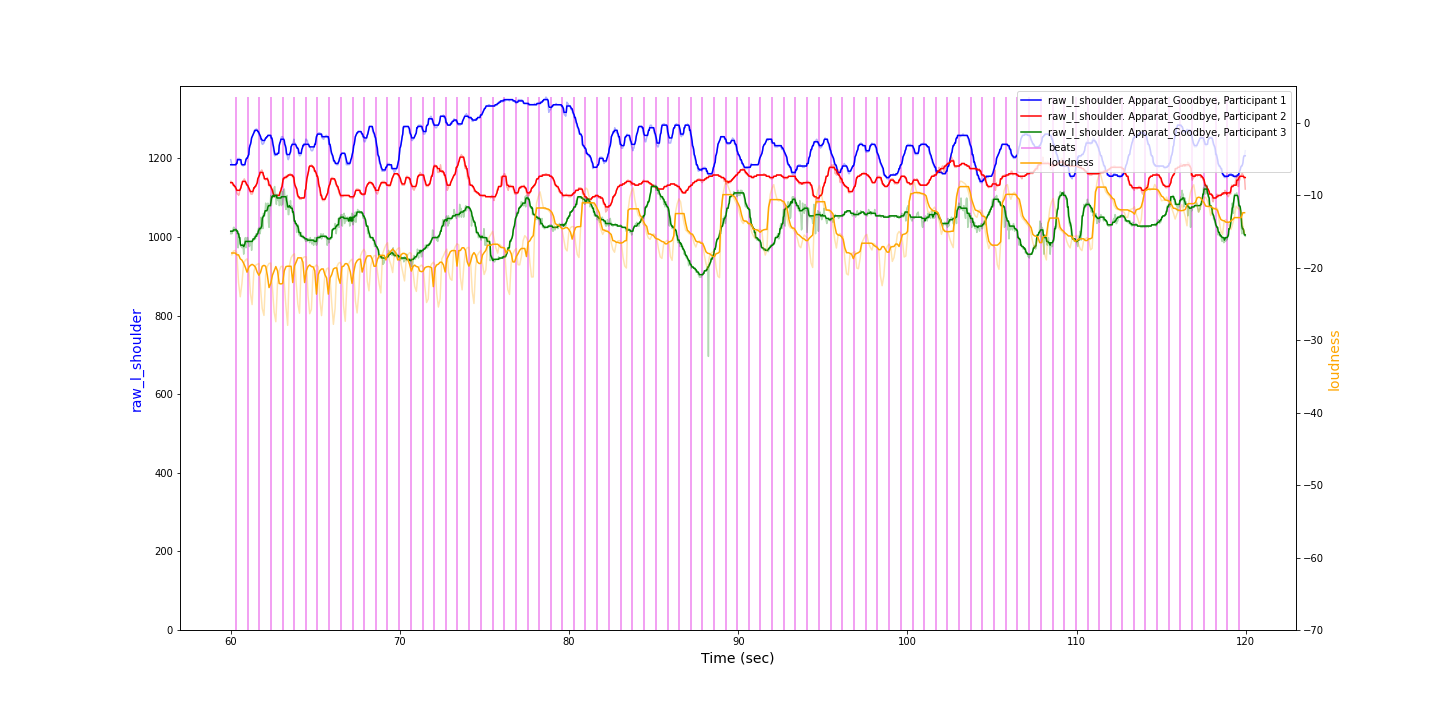 raw_l_shoulder. Apparat_Goodbye, Participant 1
raw_l_shoulder. Apparat_Goodbye, Participant 2
raw_l_shoulder. Apparat_Goodbye, Participant 3
beats
loudness
1200
1000
800
600
400
200
0
raw_l_shoulder
0
−10
−20
−30
−40
−50
−60
−70
loudness
60
70
80
90
100
110
120
Time (sec)